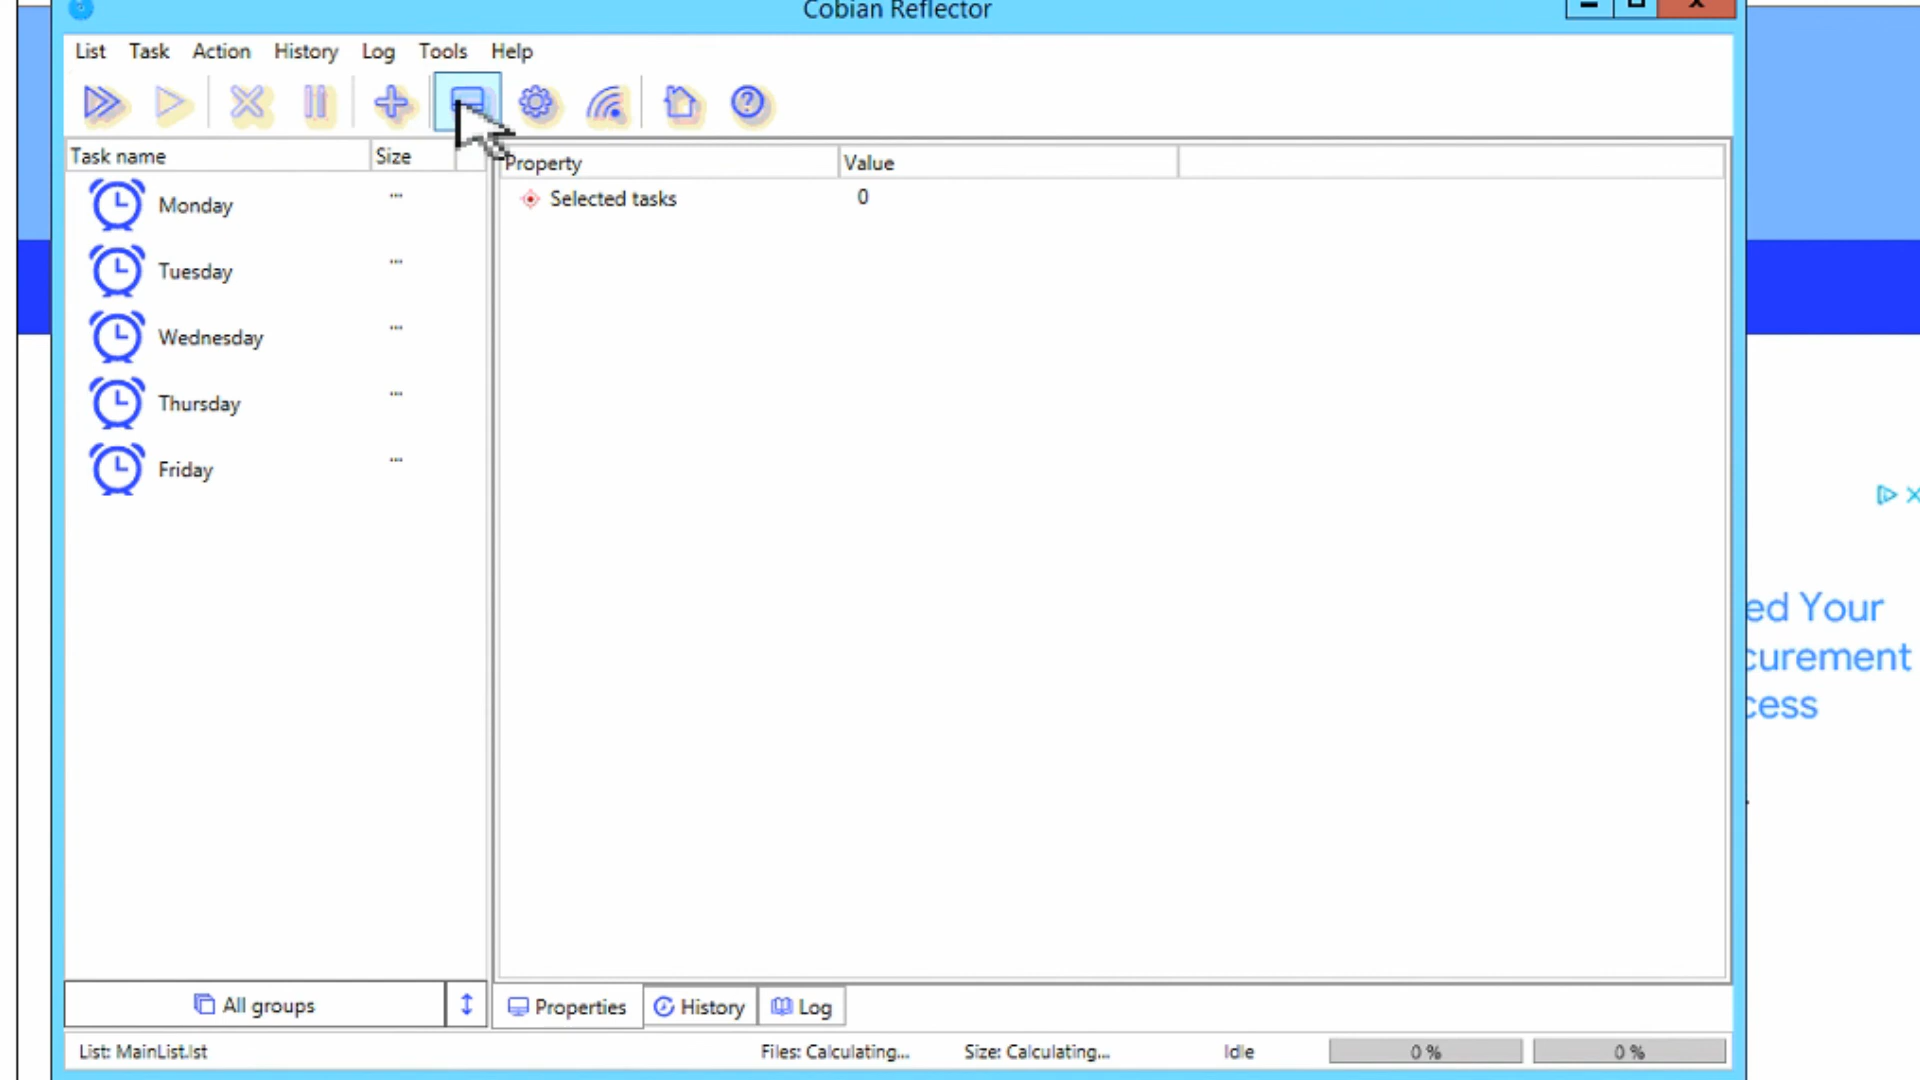 Cobian Reflector
List Task Action History Log Tools Help
Task name Size
Property Value
Selected tasks 0
Monday ...
Tuesday ...
Wednesday ...
Thursday ...
Friday ...
ed Your
curement
cess
All groups
Properties History Log
List: MainList.lst Files: Calculating... Size: Calculating... Idle 0 % 0 %